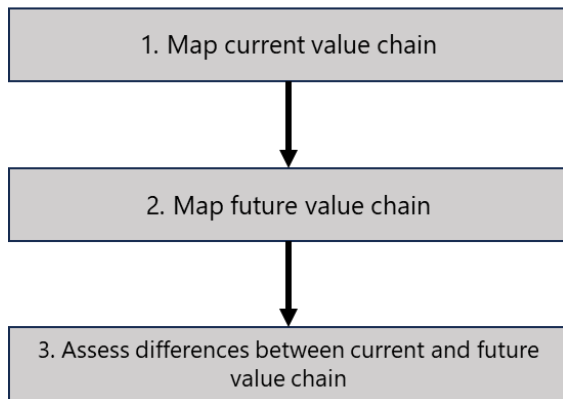 1. Map current value chain
2. Map future value chain
3. Assess differences between current and future
value chain